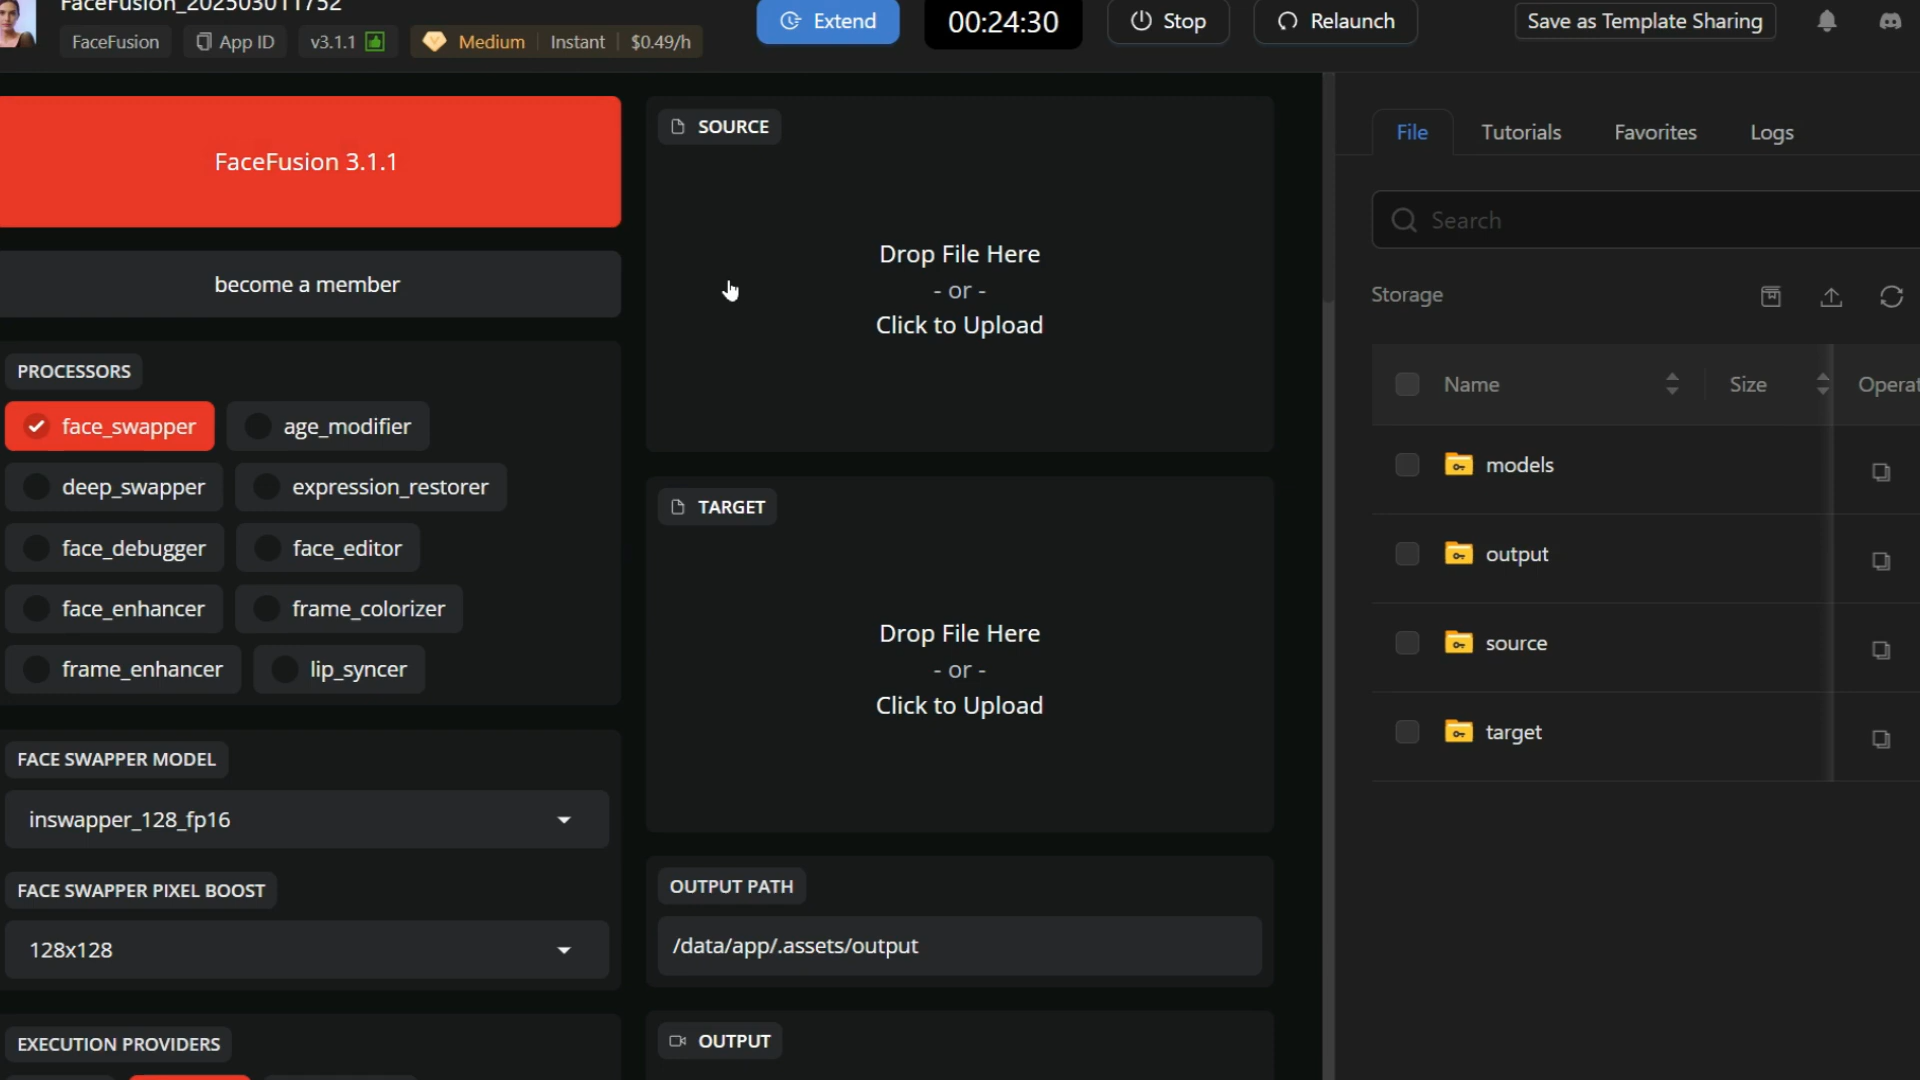 FaceFusion_202503011752
FaceFusion
App ID
v3.1.1
Medium
Instant
$0.49/h
Extend
00:24:30
Stop
Relaunch
Save as Template Sharing
FaceFusion 3.1.1
become a member
PROCESSORS
face_swapper
age_modifier
deep_swapper
expression_restorer
face_debugger
face_editor
face_enhancer
frame_colorizer
frame_enhancer
lip_syncer
FACE SWAPPER MODEL
inswapper_128_fp16
FACE SWAPPER PIXEL BOOST
128x128
EXECUTION PROVIDERS
SOURCE
Drop File Here
- or -
Click to Upload
TARGET
Drop File Here
- or -
Click to Upload
OUTPUT PATH
/data/app/.assets/output
OUTPUT
File
Tutorials
Favorites
Logs
Search
Storage
Name
Size
Operat
models
output
source
target